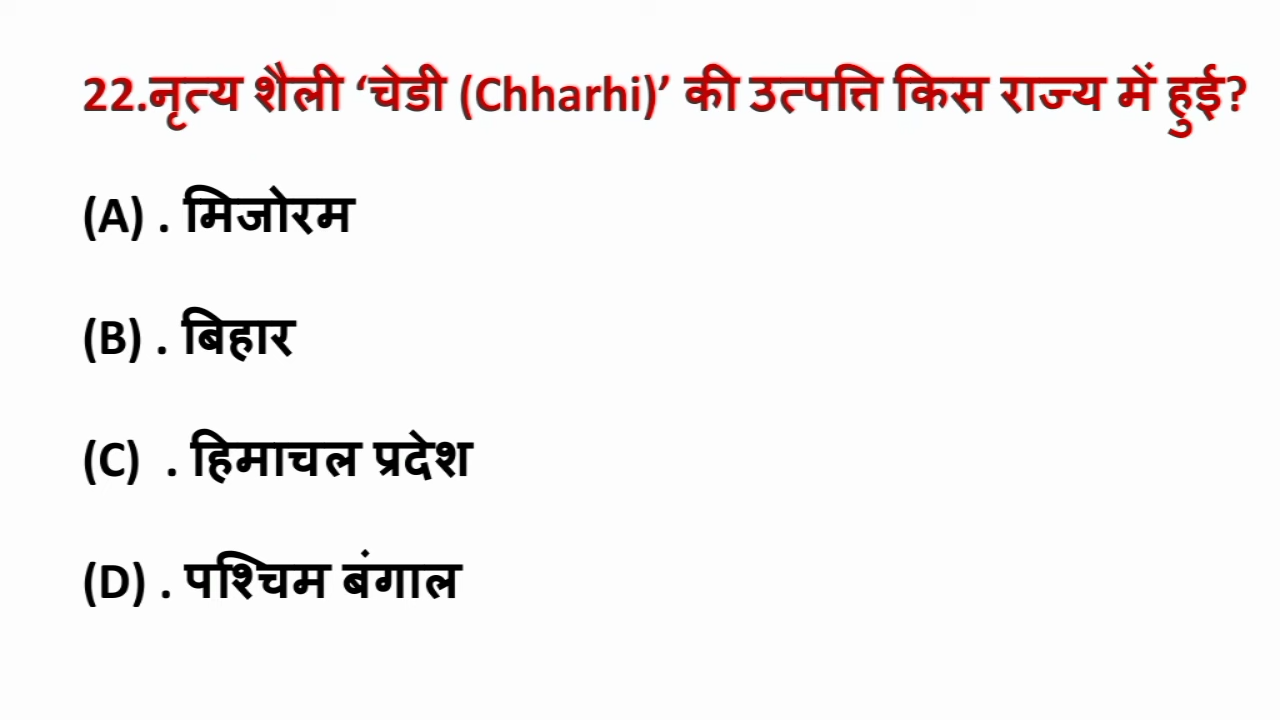 22.नृत्य शैली ‘चेडी (Chharhi)’ की उत्पत्ति किस राज्य में हुई?
(A) . मिजोरम
(B) . बिहार
(C) . हिमाचल प्रदेश
(D) . पश्चिम बंगाल